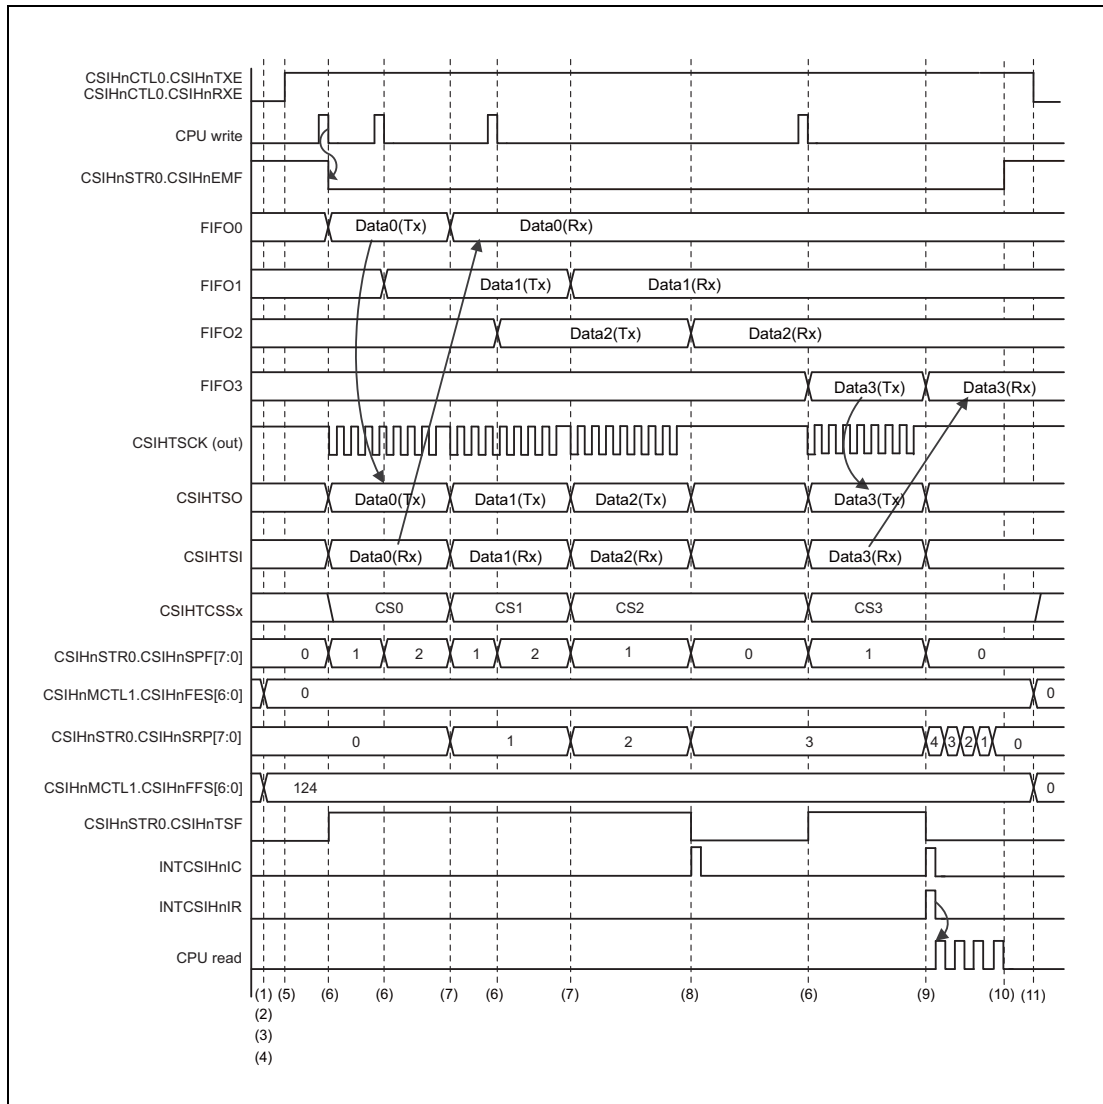 CSIHnCTL0.CSIHnTXE
CSIHnCTL0.CSIHnRXE
CPU write
CSIHnSTR0.CSIHnEMF
FIFO0 Data0(Tx) Data0(Rx)
FIFO1 Data1(Tx) Data1(Rx)
FIFO2 Data2(Tx) Data2(Rx)
FIFO3 Data3(Tx) Data3(Rx)
CSIHTSCK (out)
CSIHTSO Data0(Tx) Data1(Tx) Data2(Tx) Data3(Tx)
CSIHTSI Data0(Rx) Data1(Rx) Data2(Rx) Data3(Rx)
CSIHTCSSx CS0 CS1 CS2 CS3
CSIHnSTR0.CSIHnSPF[7:0] 0 1 2 1 2 1 0 1 0
CSIHnMCTL1.CSIHnFES[6:0] 0 0
CSIHnSTR0.CSIHnSRP[7:0] 0 1 2 3 4 3 2 1 0
CSIHnMCTL1.CSIHnFFS[6:0] 124 0
CSIHnSTR0.CSIHnTSF
INTCSIHnIC
INTCSIHnIR
CPU read
(1) (5) (6) (6) (7) (6) (7) (8) (6) (9) (10) (11)
(2)
(3)
(4)